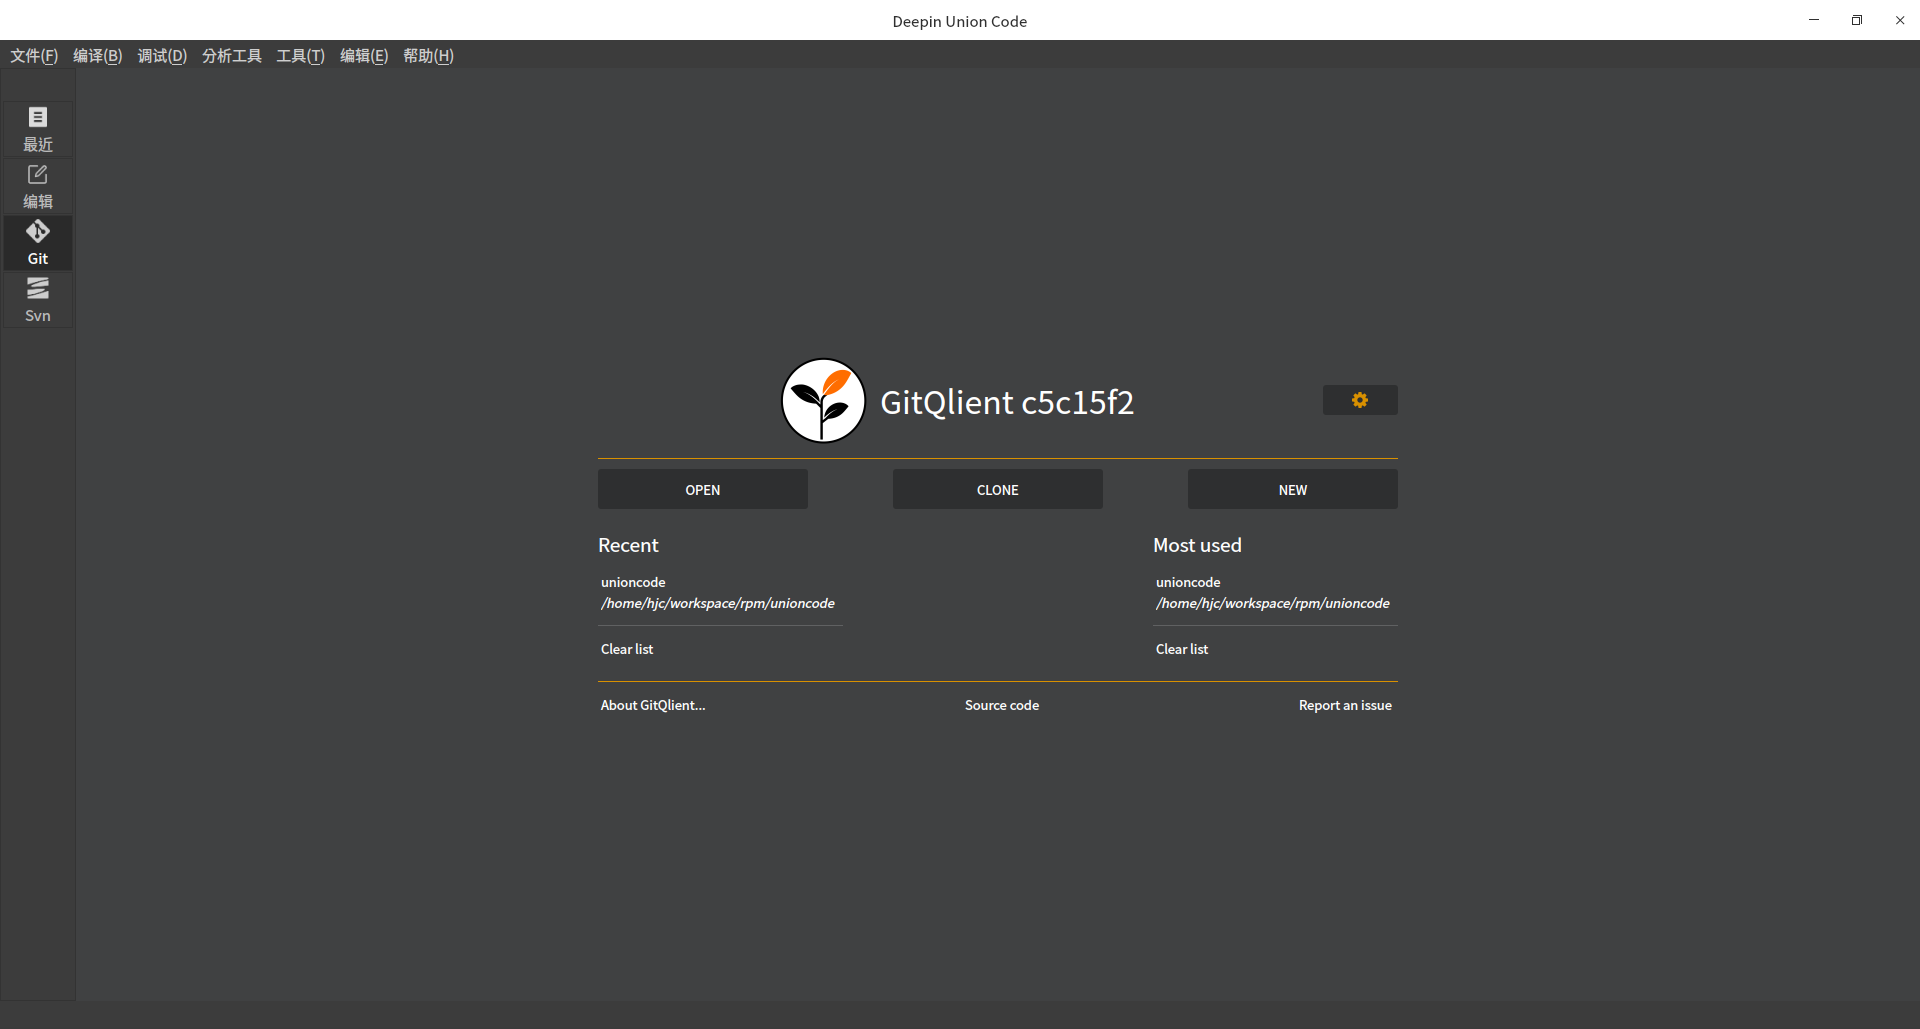 Deepin Union Code
文件(F) 编译(B) 调试(D) 分析工具 工具(T) 编辑(E) 帮助(H)
最近
编辑
Git
Svn
GitQlient c5c15f2
OPEN CLONE NEW
Recent Most used
unioncode unioncode
/home/hjc/workspace/rpm/unioncode /home/hjc/workspace/rpm/unioncode
Clear list Clear list
About GitQlient... Source code Report an issue